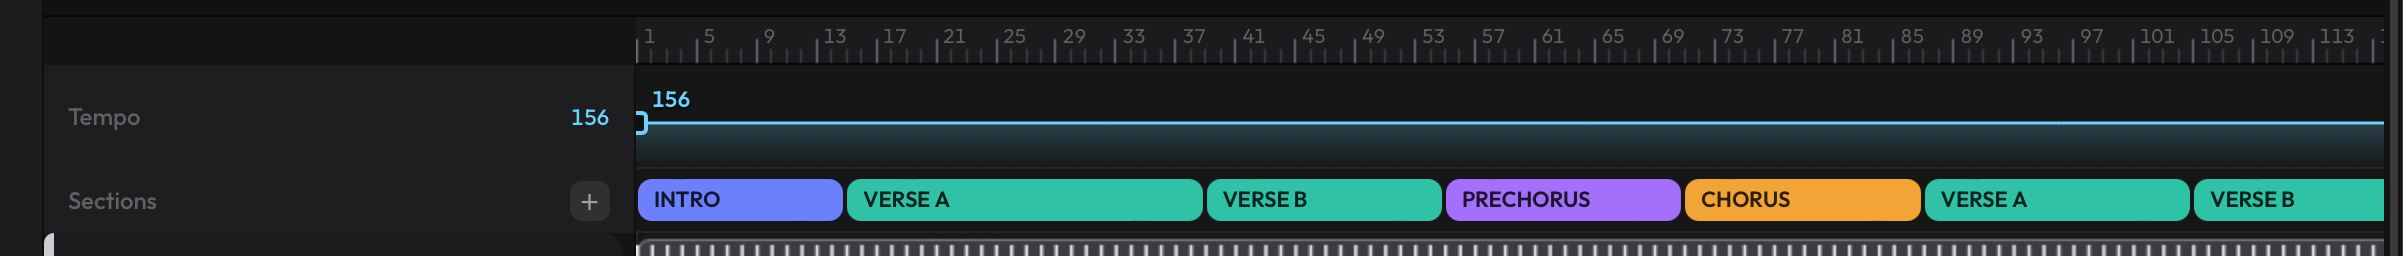 1 5 9 13 17 21 25 29 33 37 41 45 49 53 57 61 65 69 73 77 81 85 89 93 97 101 105 109 113
156
Tempo 156
Sections + INTRO VERSE A VERSE B PRECHORUS CHORUS VERSE A VERSE B